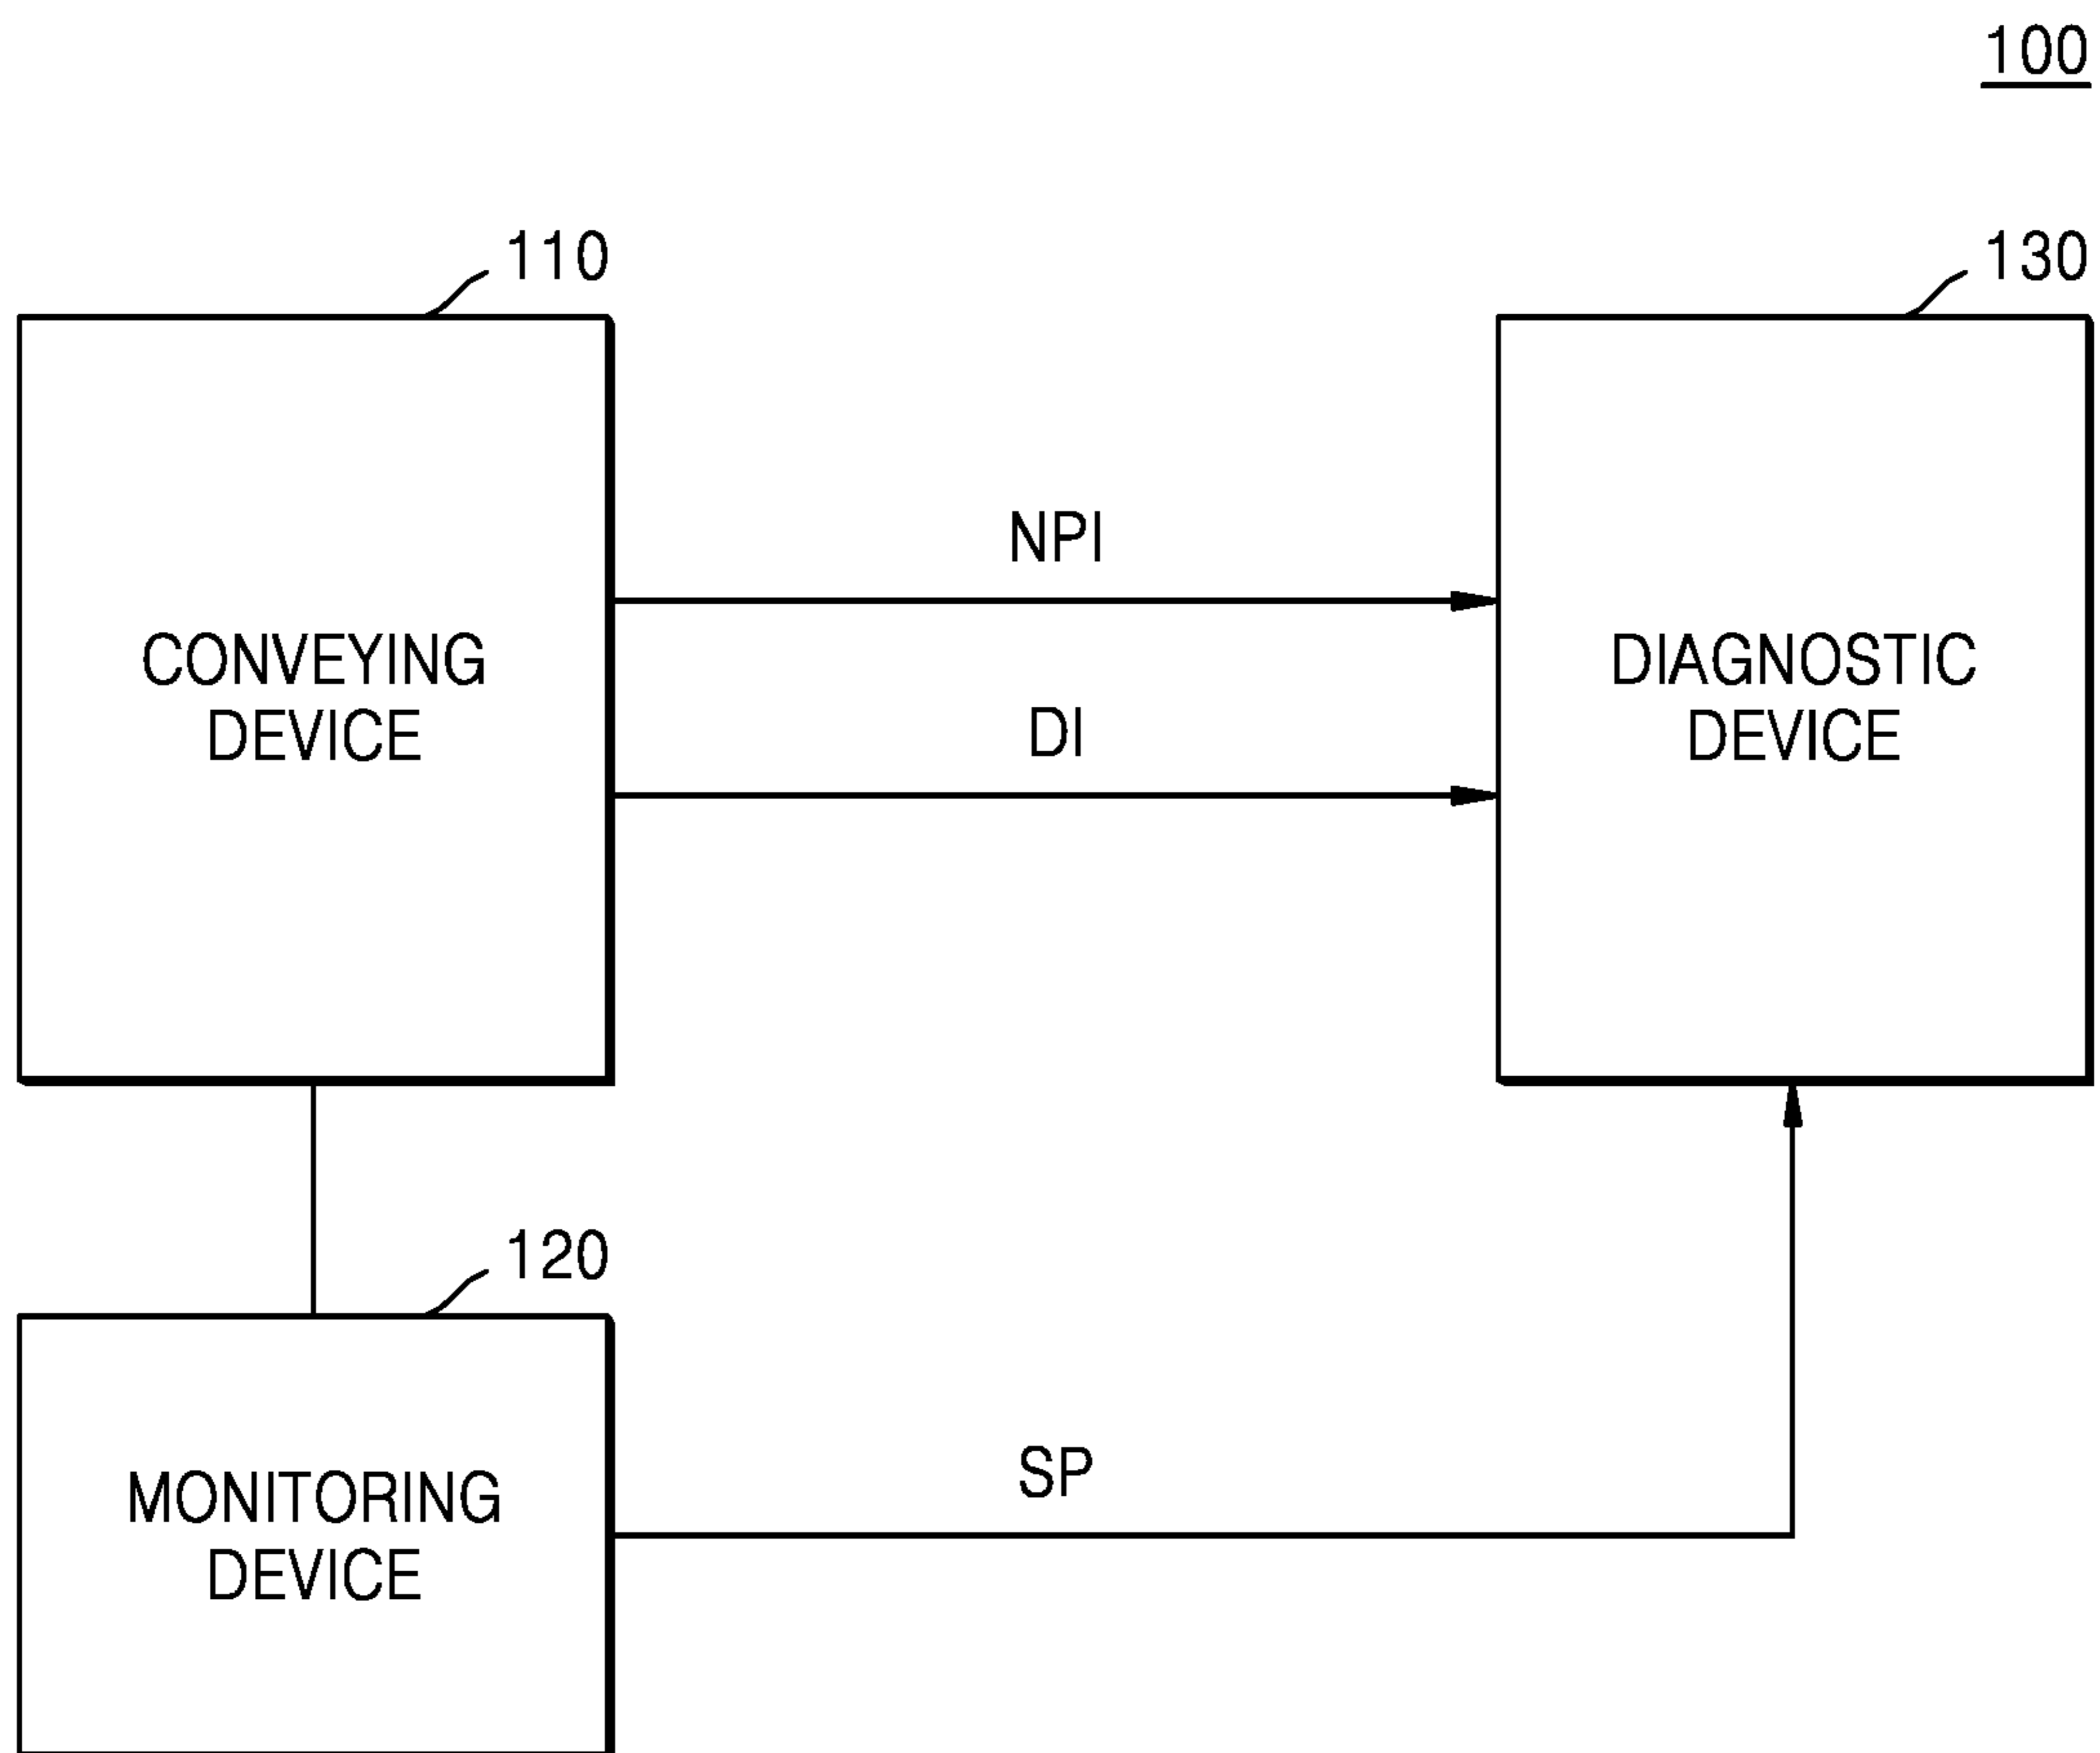 100
110
130
NPI
CONVEYING
DEVICE
DI
DIAGNOSTIC
DEVICE
120
MONITORING
DEVICE
SP